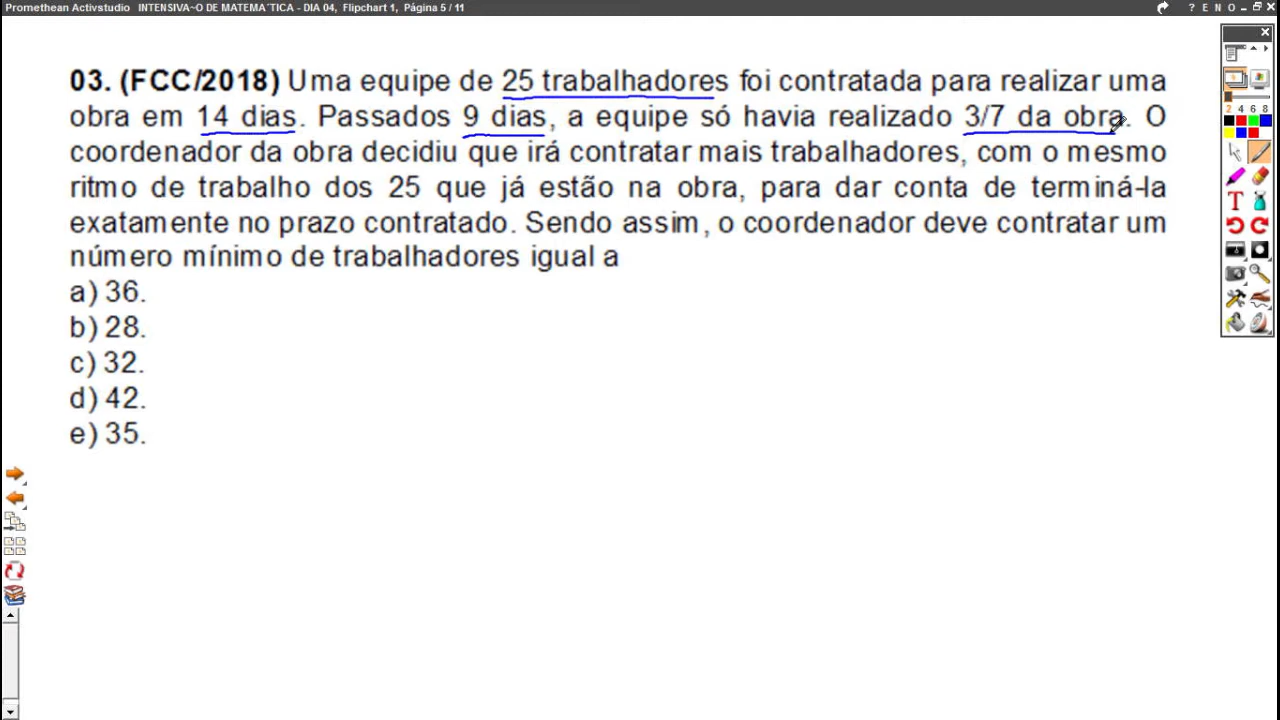 Promethean Activstudio INTENSIVA~O DE MATEMA´TICA - DIA 04, Flipchart 1, Página 5 / 11
? E N O
03. (FCC/2018) Uma equipe de 25 trabalhadores foi contratada para realizar uma
obra em 14 dias. Passados 9 dias, a equipe só havia realizado 3/7 da obra. O
coordenador da obra decidiu que irá contratar mais trabalhadores, com o mesmo
ritmo de trabalho dos 25 que já estão na obra, para dar conta de terminá-la
exatamente no prazo contratado. Sendo assim, o coordenador deve contratar um
número mínimo de trabalhadores igual a
a) 36.
b) 28.
c) 32.
d) 42.
e) 35.
2 4 6 8
T